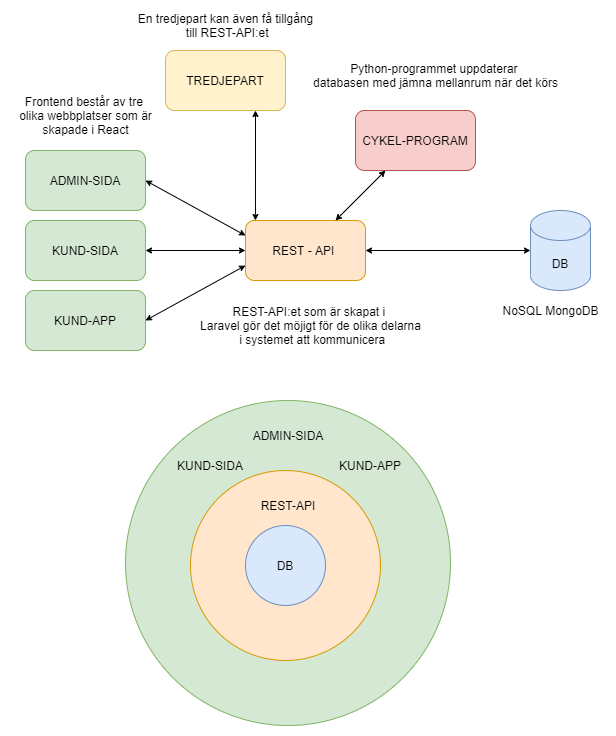 En tredjepart kan även få tillgång
till REST-API:et
TREDJEPART
Python-programmet uppdaterar
databasen med jämna mellanrum när det körs
CYKEL-PROGRAM
Frontend består av tre
olika webbplatser som är
skapade i React
ADMIN-SIDA
KUND-SIDA
KUND-APP
REST - API
DB
NoSQL MongoDB
REST-API:et som är skapat i
Laravel gör det möjigt för de olika delarna
i systemet att kommunicera
ADMIN-SIDA
KUND-SIDA
KUND-APP
REST-API
DB